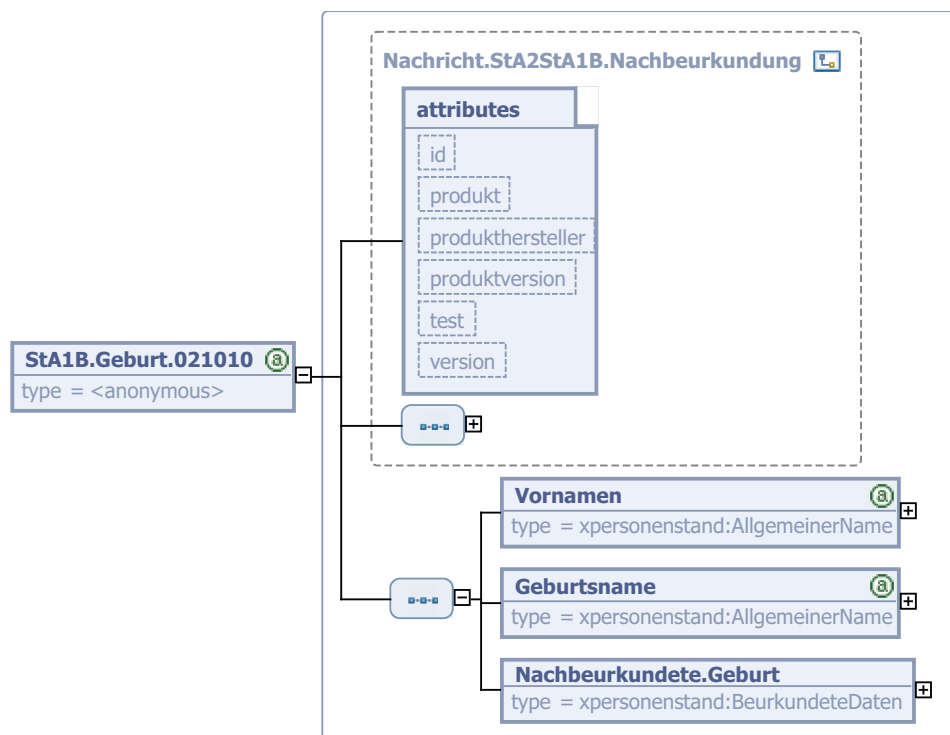 Nachricht.StA2StA1B.Nachbeurkundung
attributes
id
produkt
produkthersteller
produktversion
test
version
StA1B.Geburt.021010 a
type = <anonymous>
Vornamen a
type = xpersonenstand:AllgemeinerName
Geburtsname a
type = xpersonenstand:AllgemeinerName
Nachbeurkundete.Geburt
type = xpersonenstand:BeurkundeteDaten